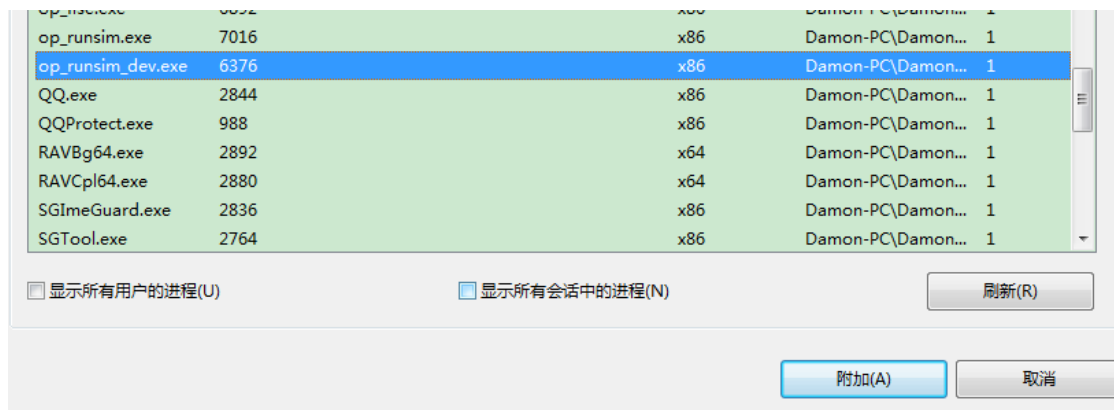 op_runsim.exe 7016 x86 Damon-PC\Damon... 1
op_runsim_dev.exe 6376 x86 Damon-PC\Damon... 1
QQ.exe 2844 x86 Damon-PC\Damon... 1
QQProtect.exe 988 x86 Damon-PC\Damon... 1
RAVBg64.exe 2892 x64 Damon-PC\Damon... 1
RAVCpl64.exe 2880 x64 Damon-PC\Damon... 1
SGImeGuard.exe 2836 x86 Damon-PC\Damon... 1
SGTool.exe 2764 x86 Damon-PC\Damon... 1
显示所有用户的进程(U) 显示所有会话中的进程(N) 刷新(R)
附加(A) 取消